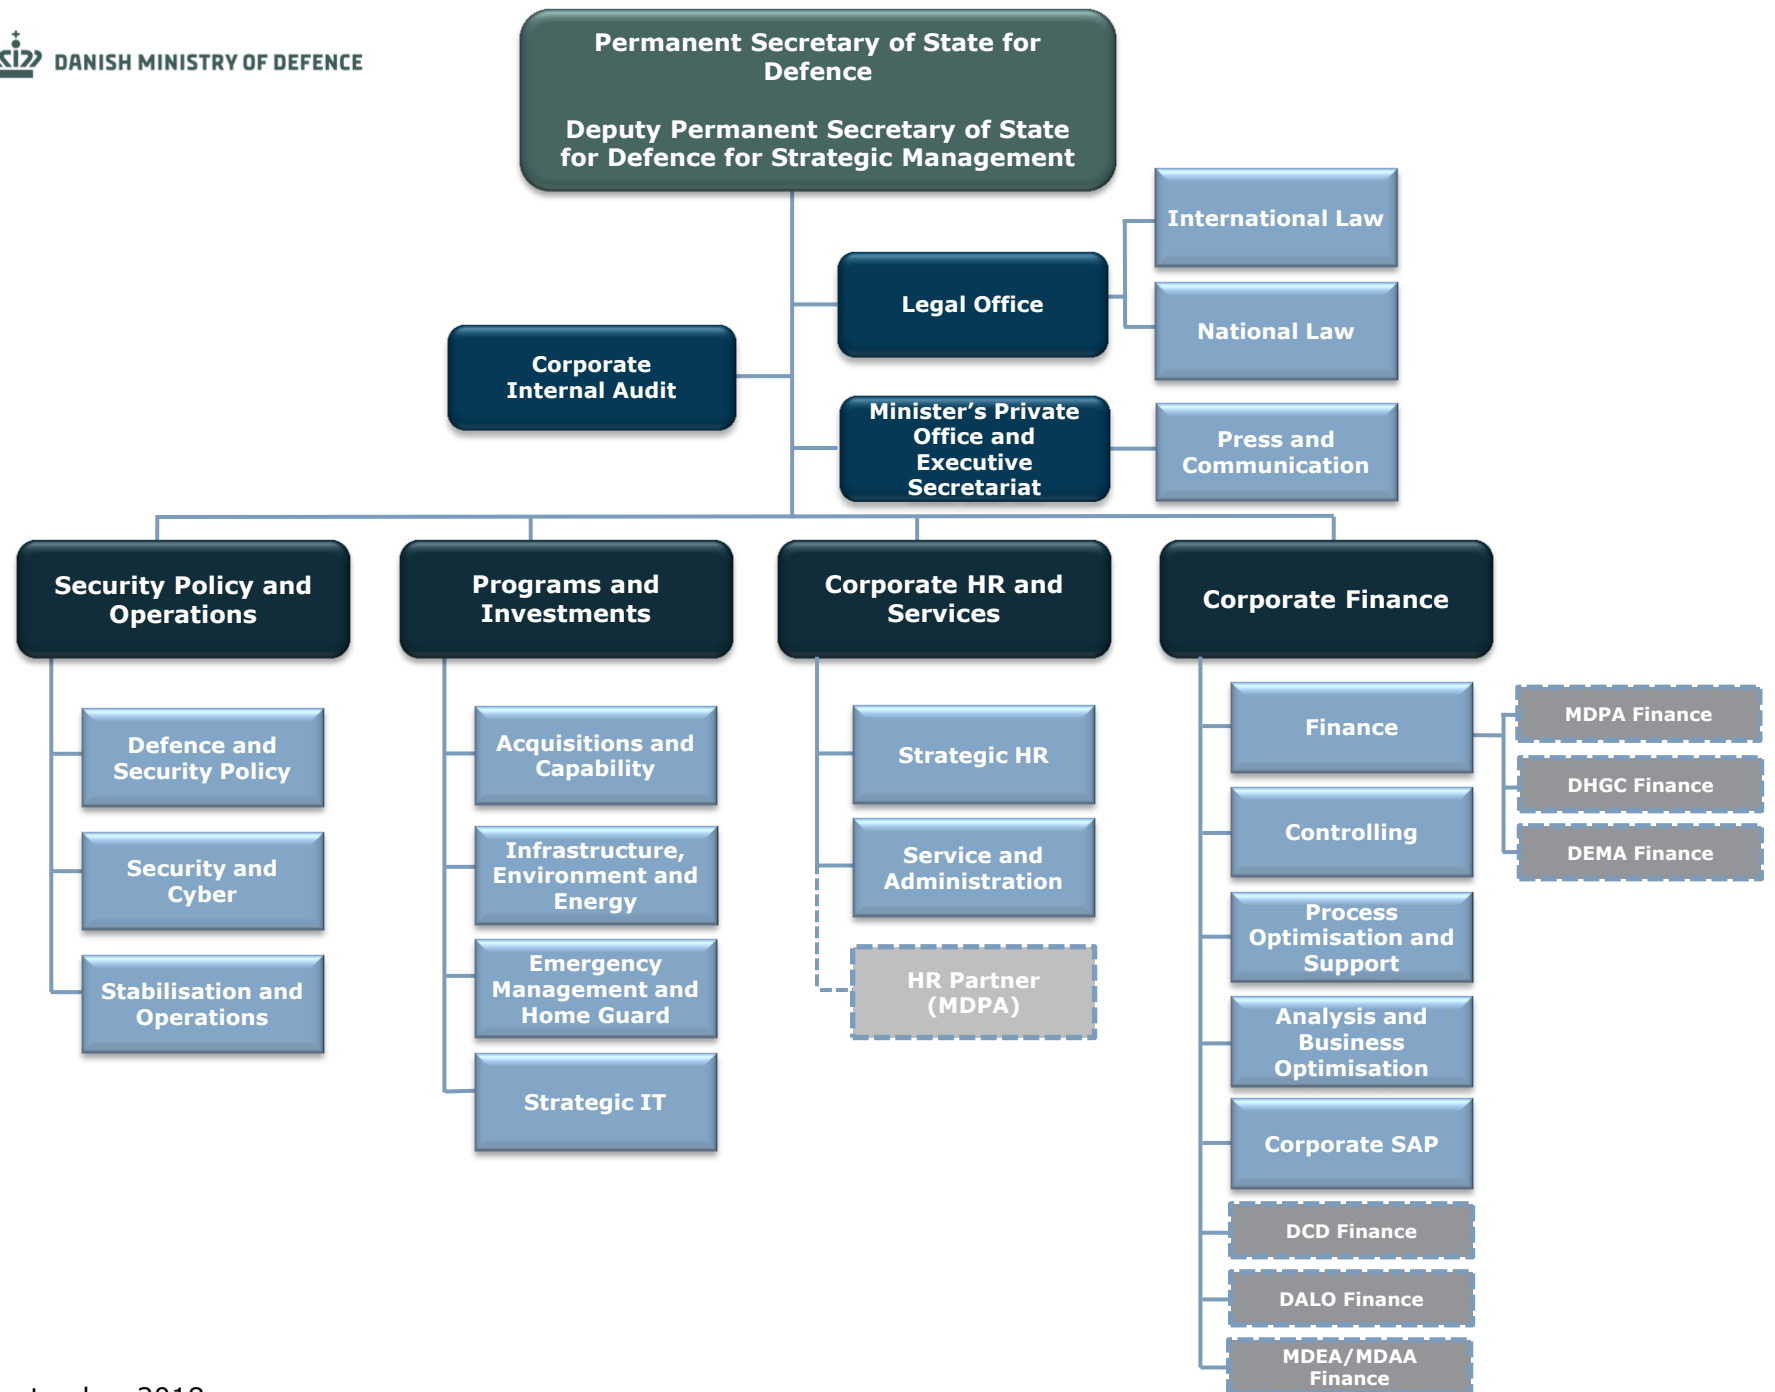 DANISH MINISTRY OF DEFENCE
Permanent Secretary of State for
Defence
Deputy Permanent Secretary of State
for Defence for Strategic Management
International Law
Legal Office
National Law
Corporate
Internal Audit
Minister’s Private
Office and
Executive
Secretariat
Press and
Communication
Security Policy and
Operations
Programs and
Investments
Corporate HR and
Services
Corporate Finance
Defence and
Security Policy
Security and
Cyber
Stabilisation and
Operations
Acquisitions and
Capability
Infrastructure,
Environment and
Energy
Emergency
Management and
Home Guard
Strategic IT
Strategic HR
Service and
Administration
HR Partner
(MDPA)
Finance
Controlling
Process
Optimisation and
Support
Analysis and
Business
Optimisation
Corporate SAP
DCD Finance
DALO Finance
MDEA/MDAA
Finance
MDPA Finance
DHGC Finance
DEMA Finance
2018